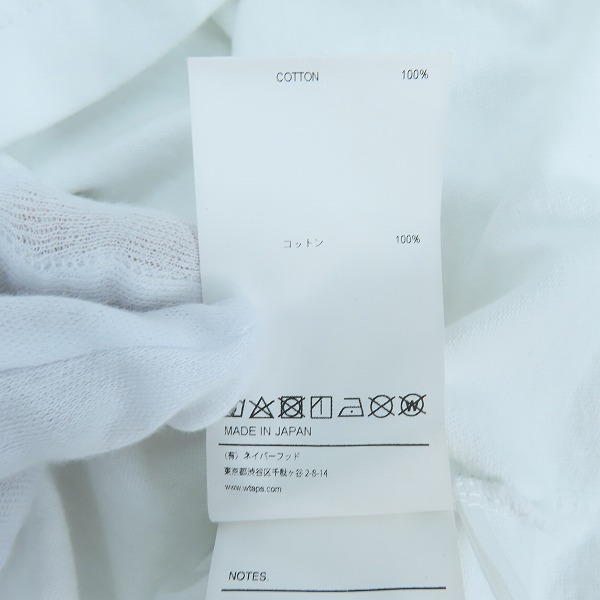 COTTON 100%
コットン 100%
W
MADE IN JAPAN
(有) ネイバーフッド
東京都渋谷区千駄ヶ谷 2-8-14
www.wtaps.com
NOTES.